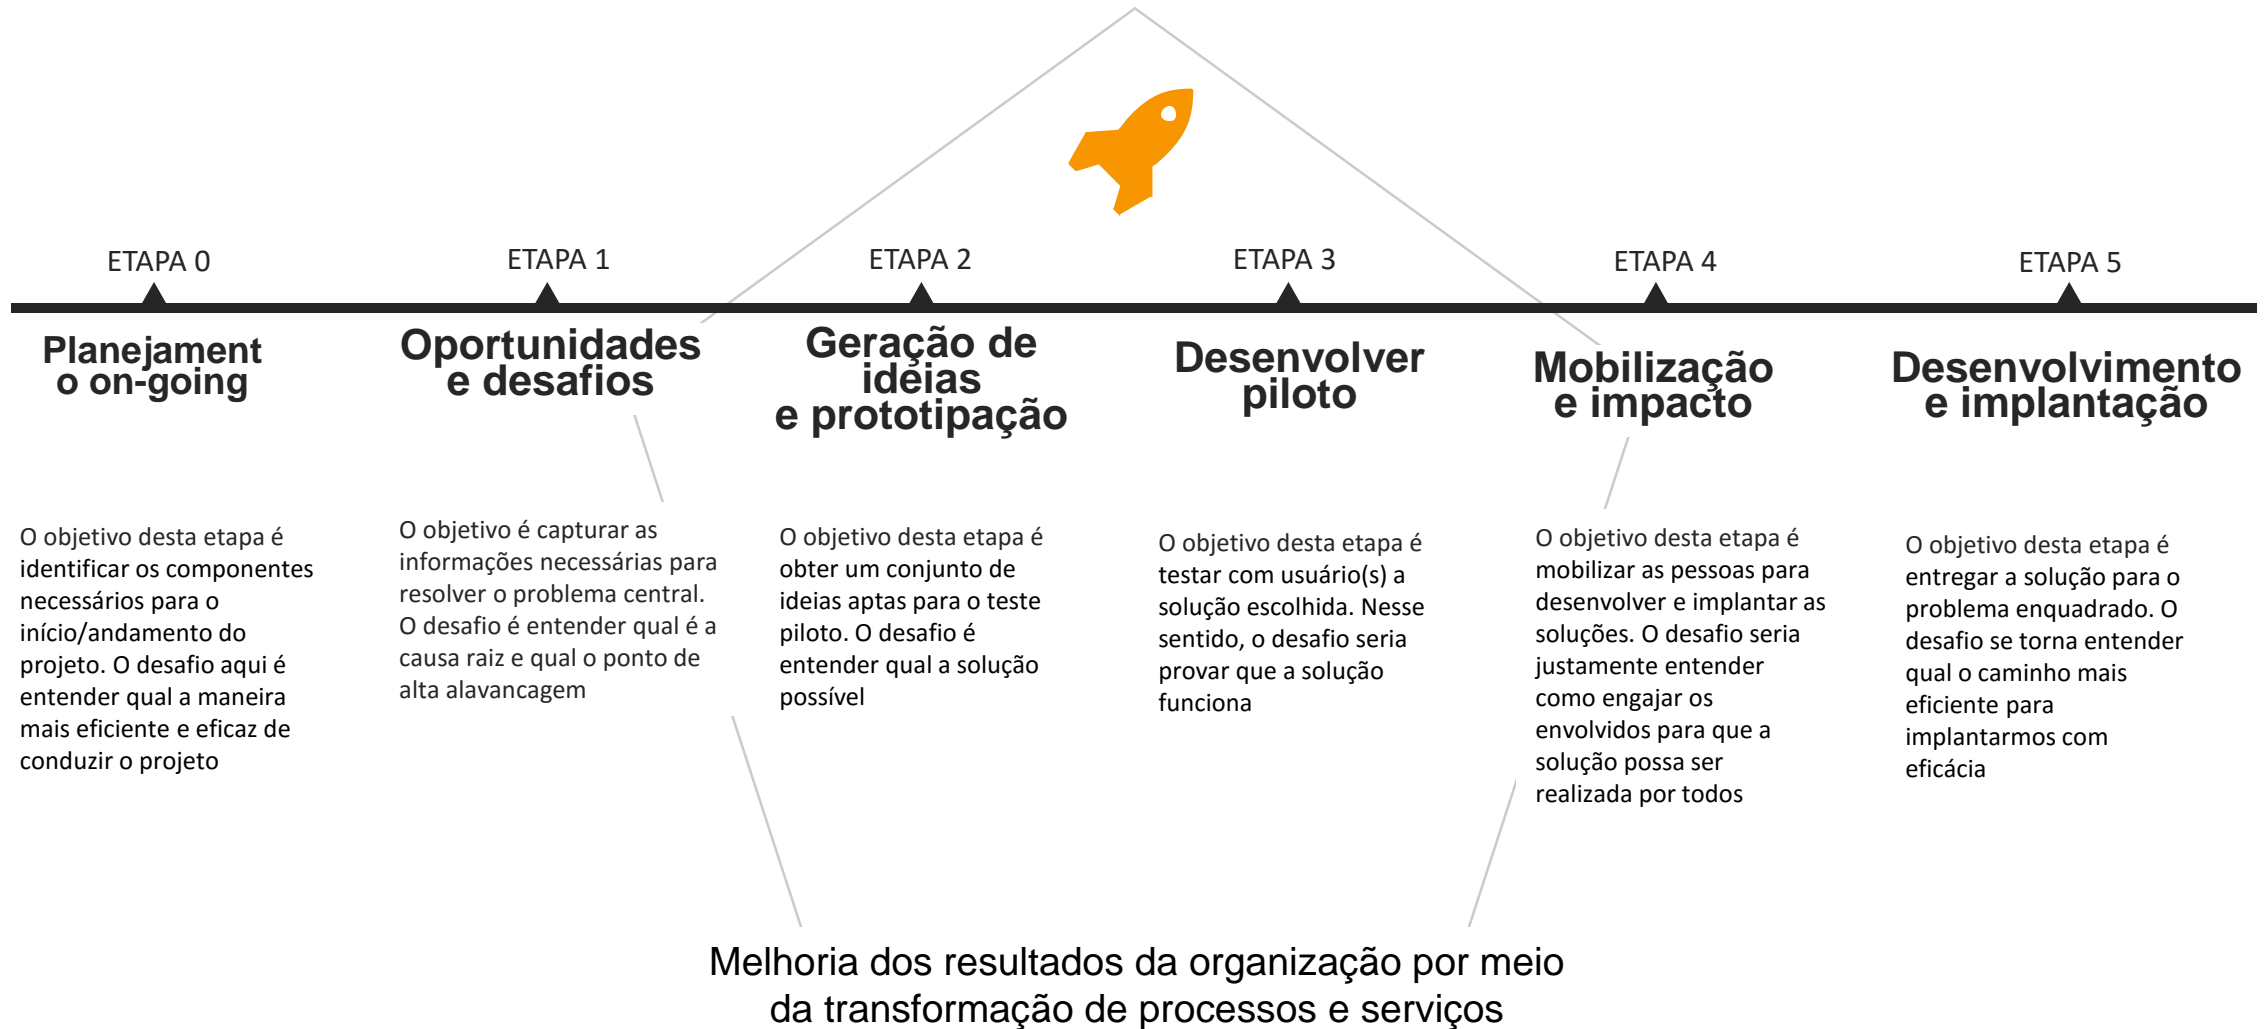 ETAPA 0
Planejament
o on-going
O objetivo desta etapa é
identificar os componentes
necessários para o
início/andamento do
projeto. O desafio aqui é
entender qual a maneira
mais eficiente e eficaz de
conduzir o projeto
ETAPA 1
Oportunidades
e desafios
O objetivo é capturar as
informações necessárias para
resolver o problema central.
O desafio é entender qual é a
causa raiz e qual o ponto de
alta alavancagem
ETAPA 2
Geração de
ideias
e prototipação
O objetivo desta etapa é
obter um conjunto de
ideias aptas para o teste
piloto. O desafio é
entender qual a solução
possível
ETAPA 3
Desenvolver
piloto
O objetivo desta etapa é
testar com usuário(s) a
solução escolhida. Nesse
sentido, o desafio seria
provar que a solução
funciona
ETAPA 4
Mobilização
e impacto
O objetivo desta etapa é
mobilizar as pessoas para
desenvolver e implantar as
soluções. O desafio seria
justamente entender
como engajar os
envolvidos para que a
solução possa ser
realizada por todos
ETAPA 5
Desenvolvimento
e implantação
O objetivo desta etapa é
entregar a solução para o
problema enquadrado. O
desafio se torna entender
qual o caminho mais
eficiente para
implantarmos com
eficácia
Melhoria dos resultados da organização por meio
da transformação de processos e serviços